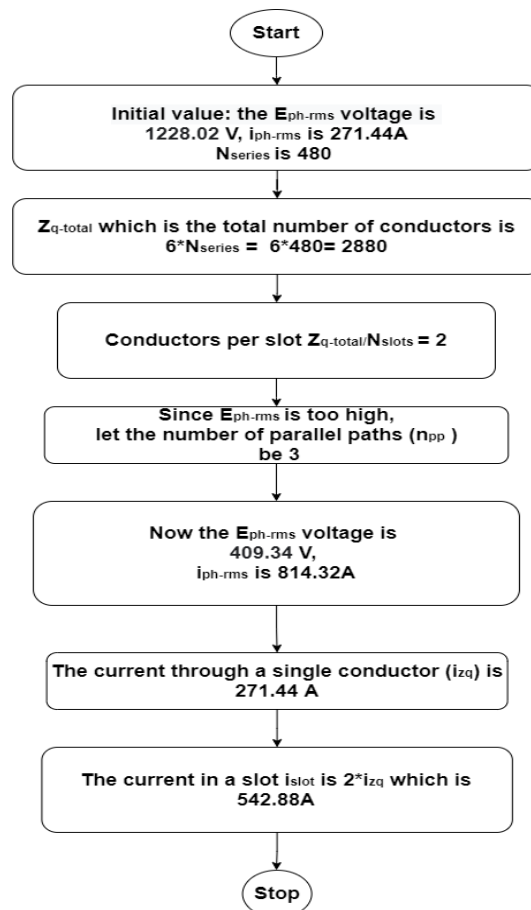 Start
Initial value: the Eph-rms voltage is
1228.02 V, iph-rms is 271.44A
Nseries is 480
Zq-total which is the total number of conductors is
6*Nseries = 6*480= 2880
Conductors per slot Zq-total/Nslots = 2
Since Eph-rms is too high,
let the number of parallel paths (npp )
be 3
Now the Eph-rms voltage is
409.34 V,
iph-rms is 814.32A
The current through a single conductor (izq) is
271.44 A
The current in a slot islot is 2*izq which is
542.88A
Stop